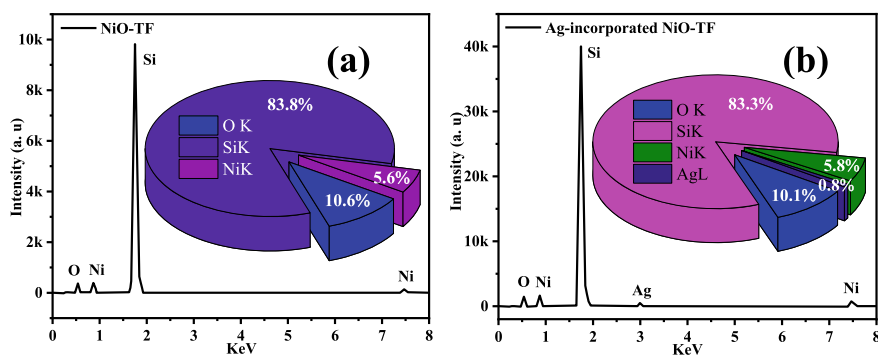 NiO-TF
(a)
Si
83.8%
O K
SiK
NiK
5.6%
10.6%
O
Ni
Ni
10k
8k
6k
4k
2k
0
Intensity (a. u)
0 1 2 3 4 5 6 7 8
KeV
Ag-incorporated NiO-TF
(b)
Si
83.3%
O K
SiK
NiK
AgL
5.8%
0.8%
10.1%
O
Ni
Ag
Ni
40k
30k
20k
10k
0
Intensity (a. u)
0 1 2 3 4 5 6 7 8
KeV